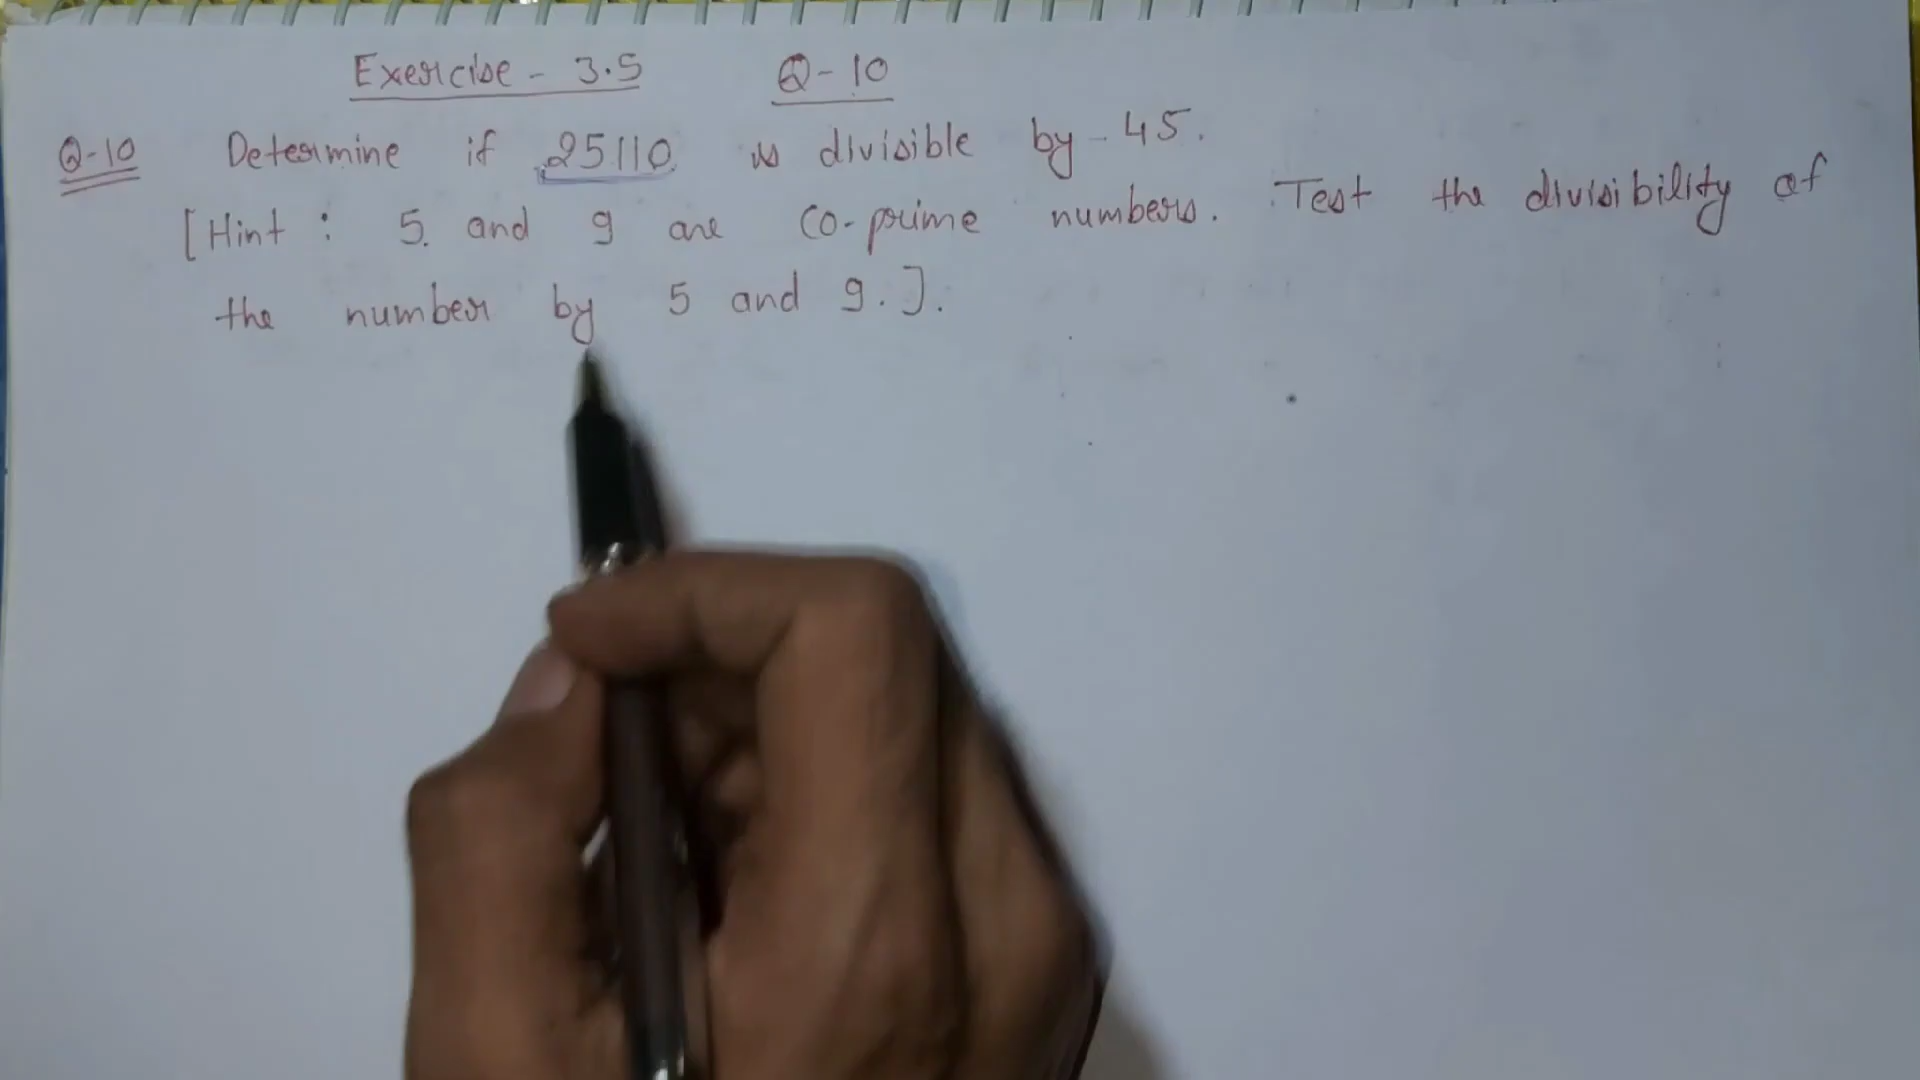 Exercise - 3.5 Q-10
Q-10 Determine if 25110 is divisible by 45.
[Hint : 5 and 9 are co-prime numbers. Test the divisibility of
the number by 5 and 9.].